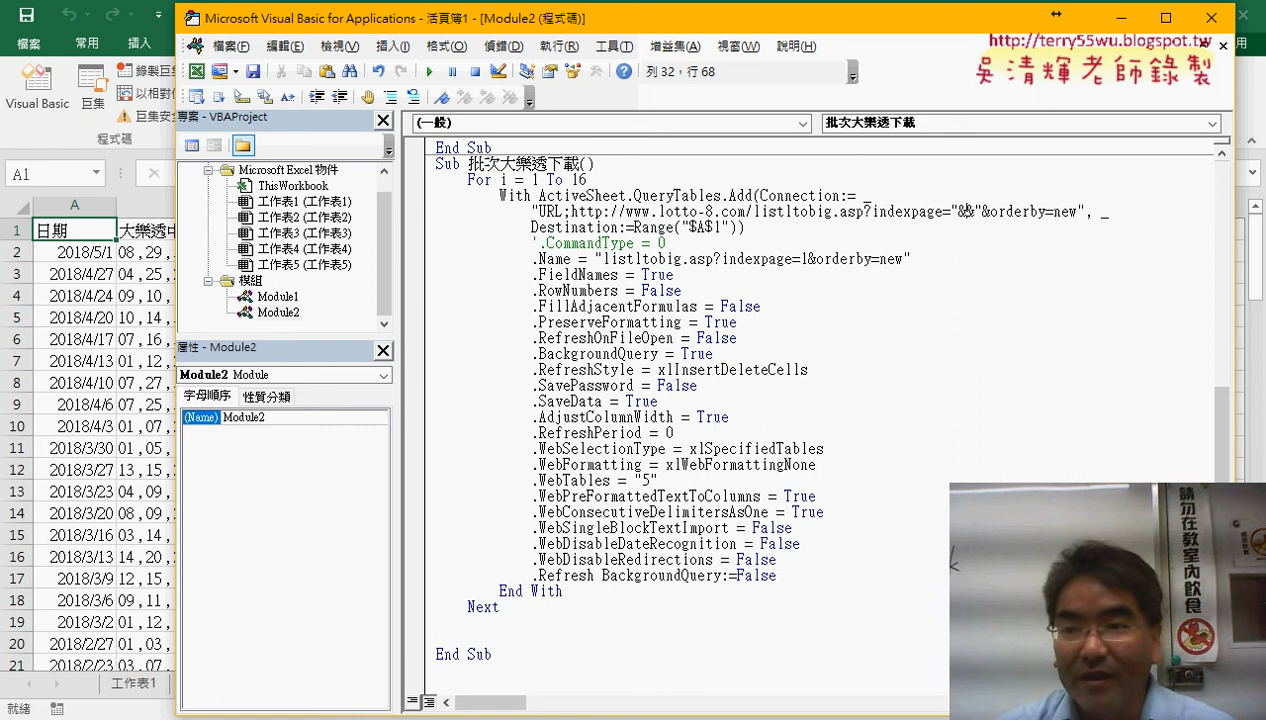 Microsoft Visual Basic for Applications - 活頁簿1 - [Module2 (程式碼)]
檔案 常用 插入
檔案(F) 編輯(E) 檢視(V) 插入(I) 格式(O) 偵錯(D) 執行(R) 工具(T) 增益集(A) 視窗(W) 說明(H)
http://terry55wu.blogspot.tw
吳清輝老師錄製
列 32，行 68
Visual Basic 巨集
錄製巨集
以相對位
巨集安全
程式碼
專案 - VBAProject
(一般) 批次大樂透下載
Microsoft Excel 物件
ThisWorkbook
工作表1 (工作表1)
工作表2 (工作表2)
工作表3 (工作表3)
工作表4 (工作表4)
工作表5 (工作表5)
模組
Module1
Module2
屬性 - Module2
Module2 Module
字母順序 性質分類
(Name) Module2
A1
A
1 日期 大樂透中
2 2018/5/1 08 , 29 ,
3 2018/4/27 04 , 25 ,
4 2018/4/24 09 , 10 ,
5 2018/4/20 10 , 14 ,
6 2018/4/17 07 , 16 ,
7 2018/4/13 01 , 12 ,
8 2018/4/10 07 , 27 ,
9 2018/4/6 07 , 25 ,
10 2018/4/3 01 , 07 ,
11 2018/3/30 01 , 05 ,
12 2018/3/27 13 , 15 ,
13 2018/3/23 04 , 09 ,
14 2018/3/20 08 , 09 ,
15 2018/3/16 03 , 14 ,
16 2018/3/13 14 , 20 ,
17 2018/3/9 12 , 15 ,
18 2018/3/6 09 , 11 ,
19 2018/3/2 01 , 12 ,
20 2018/2/27 01 , 03 ,
21 2018/2/23 03 , 07 ,
工作表1
就緒
End Sub
Sub 批次大樂透下載()
For i = 1 To 16
With ActiveSheet.QueryTables.Add(Connection:= _
"URL;http://www.lotto-8.com/listltobig.asp?indexpage="&&"&orderby=new", _
Destination:=Range("$A$1"))
'.CommandType = 0
.Name = "listltobig.asp?indexpage=1&orderby=new"
.FieldNames = True
.RowNumbers = False
.FillAdjacentFormulas = False
.PreserveFormatting = True
.RefreshOnFileOpen = False
.BackgroundQuery = True
.RefreshStyle = xlInsertDeleteCells
.SavePassword = False
.SaveData = True
.AdjustColumnWidth = True
.RefreshPeriod = 0
.WebSelectionType = xlSpecifiedTables
.WebFormatting = xlWebFormattingNone
.WebTables = "5"
.WebPreFormattedTextToColumns = True
.WebConsecutiveDelimitersAsOne = True
.WebSingleBlockTextImport = False
.WebDisableDateRecognition = False
.WebDisableRedirections = False
.Refresh BackgroundQuery:=False
End With
Next
End Sub
請勿在教室內飲食